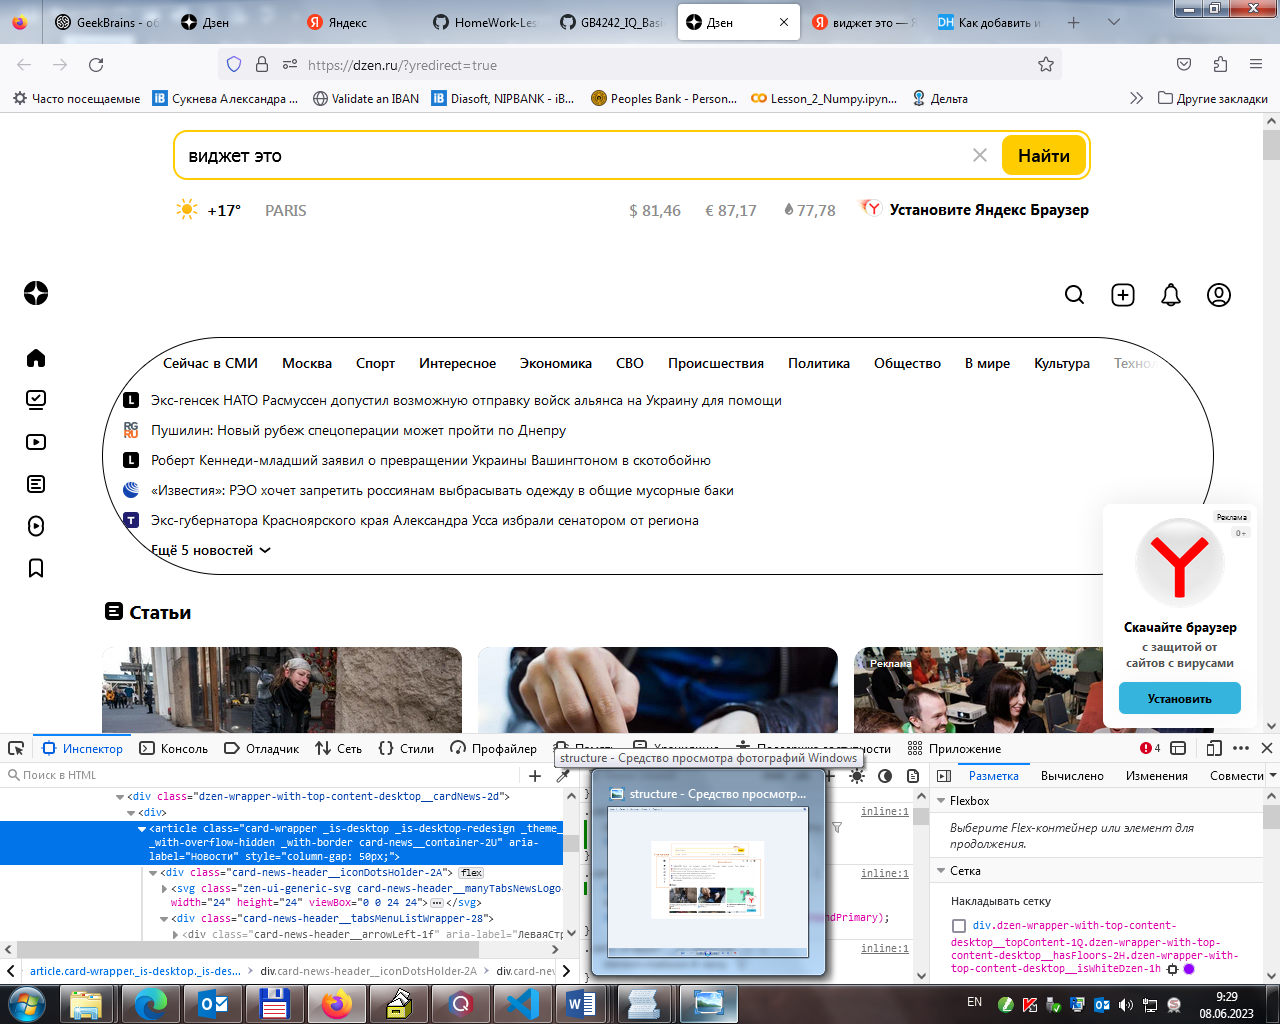 GeekBrains - об
Дзен
Яндекс
HomeWork-Les
GB4242_IQ_Basi
Дзен
виджет это — Я
Как добавить и
https://dzen.ru/?yredirect=true
Часто посещаемые
Сукнева Александра ...
Validate an IBAN
Diasoft, NIPBANK - iB...
Peoples Bank - Person...
Lesson_2_Numpy.ipyn...
Дельта
Другие закладки
виджет это
Найти
+17°
PARIS
$ 81,46
€ 87,17
77,78
Установите Яндекс Браузер
Сейчас в СМИ
Москва
Спорт
Интересное
Экономика
СВО
Происшествия
Политика
Общество
В мире
Культура
Экс-генсек НАТО Расмуссен допустил возможную отправку войск альянса на Украину для помощи
Пушилин: Новый рубеж спецоперации может пройти по Днепру
Роберт Кеннеди-младший заявил о превращении Украины Вашингтоном в скотобойню
«Известия»: РЭО хочет запретить россиянам выбрасывать одежду в общие мусорные баки
Экс-губернатора Красноярского края Александра Усса избрали сенатором от региона
Ещё 5 новостей
Реклама
0+
Скачайте браузер
с защитой от
сайтов с вирусами
Установить
Статьи
Реклама
Инспектор
Консоль
Отладчик
Сеть
Стили
Профайлер
Приложение
4
structure - Средство просмотра фотографий Windows
Поиск в HTML
Разметка
Вычислено
Изменения
Совмести
<div class="dzen-wrapper-with-top-content-desktop__cardNews-2d">
<div>
<article class="card-wrapper _is-desktop _is-desktop-redesign _theme_
_with-overflow-hidden _with-border card-news__container-2U" aria-
label="Новости" style="column-gap: 50px;">
<div class="card-news-header__iconDotsHolder-2A"> flex
<svg class="zen-ui-generic-svg card-news-header__manyTabsNewsLogo-
width="24" height="24" viewBox="0 0 24 24"> </svg>
<div class="card-news-header__tabsMenuListWrapper-28">
<div class="card-news-header__arrowLeft-1f" aria-label="ЛеваяСтр
article.card-wrapper._is-desktop._is-des...
div.card-news-header__iconDotsHolder-2A
div.card-new
structure - Средство просмотр...
inline:1
inline:1
ndPrimary);
inline:1
Flexbox
Выберите Flex-контейнер или элемент для
продолжения.
Сетка
Накладывать сетку
div.dzen-wrapper-with-top-content-
desktop__topContent-1Q.dzen-wrapper-with-top-
content-desktop__hasFloors-2H.dzen-wrapper-with-
top-content-desktop__isWhiteDzen-1h
EN
9:29
08.06.2023